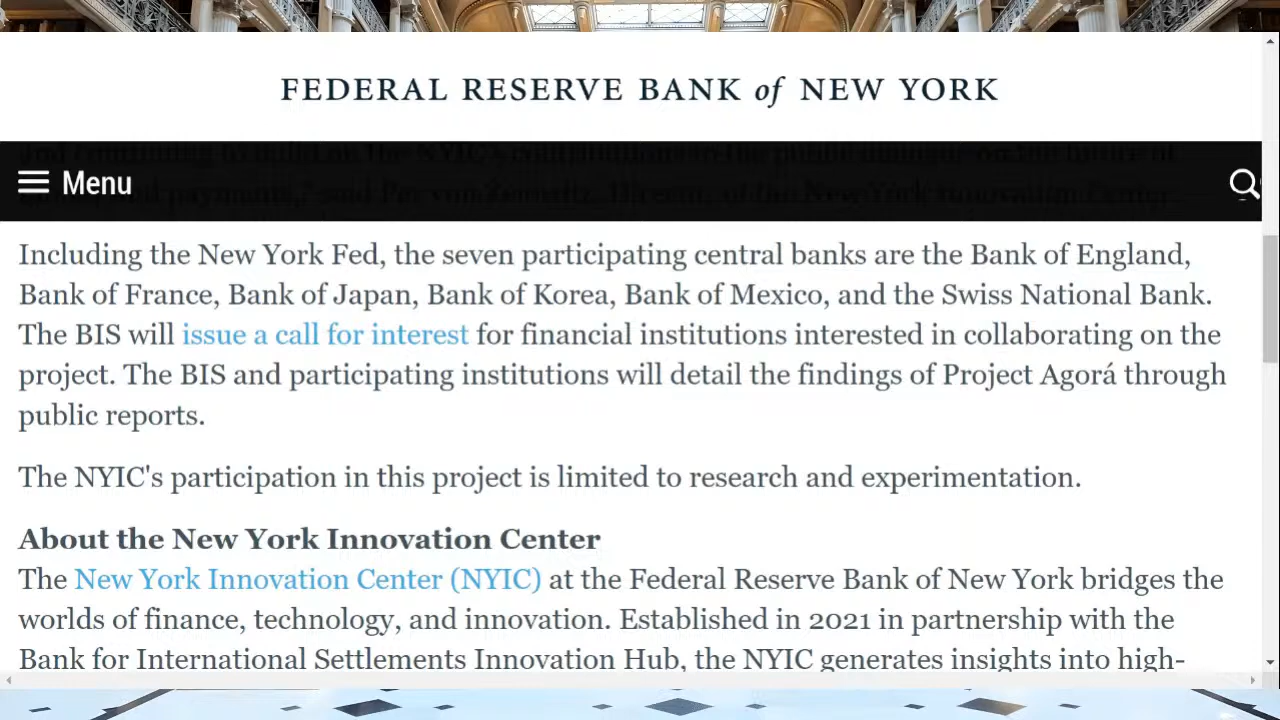 FEDERAL RESERVE BANK of NEW YORK
Menu
Including the New York Fed, the seven participating central banks are the Bank of England,
Bank of France, Bank of Japan, Bank of Korea, Bank of Mexico, and the Swiss National Bank.
The BIS will issue a call for interest for financial institutions interested in collaborating on the
project. The BIS and participating institutions will detail the findings of Project Agorá through
public reports.
The NYIC's participation in this project is limited to research and experimentation.
About the New York Innovation Center
The New York Innovation Center (NYIC) at the Federal Reserve Bank of New York bridges the
worlds of finance, technology, and innovation. Established in 2021 in partnership with the
Bank for International Settlements Innovation Hub, the NYIC generates insights into high-